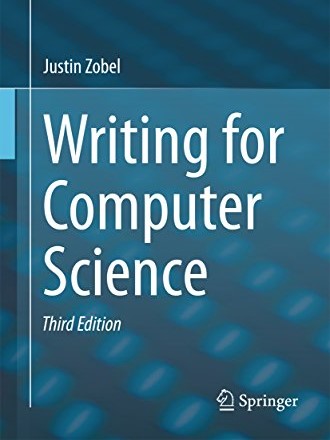 Justin Zobel
Writing for
Computer
Science
Third Edition
Springer